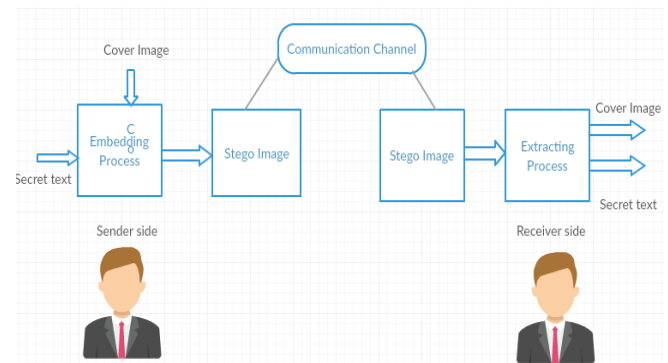 Communication Channel
Cover Image
Co
Embedding
Process
Secret text
Stego Image
Stego Image
Extracting
Process
Cover Image
Secret text
Sender side
Receiver side